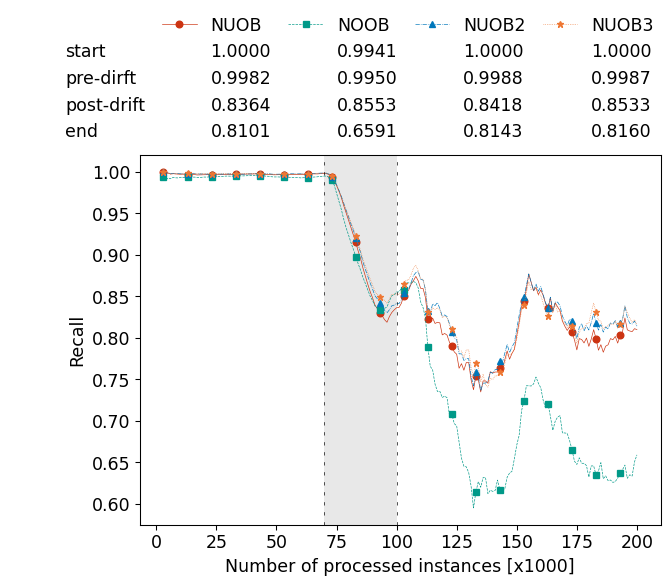 NUOB NOOB NUOB2 NUOB3
start 1.0000 0.9941 1.0000 1.0000
pre-dirft 0.9982 0.9950 0.9988 0.9987
post-drift 0.8364 0.8553 0.8418 0.8533
end 0.8101 0.6591 0.8143 0.8160
1.00
0.95
0.90
0.85
0.80
0.75
0.70
0.65
0.60
Recall
0 25 50 75 100 125 150 175 200
Number of processed instances [x1000]